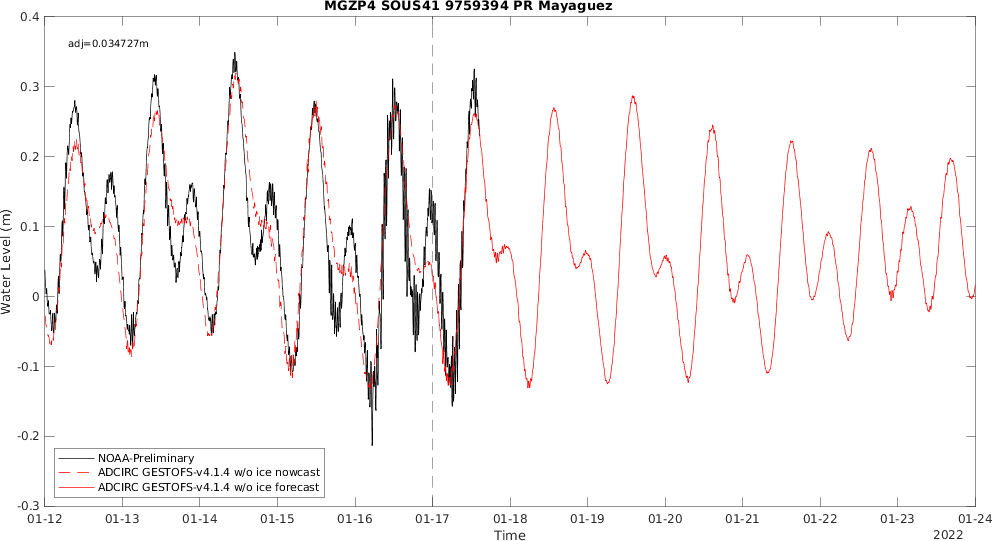 MGZP4 SOUS41 9759394 PR Mayaguez
adj=0.034727m
0.4
0.3
0.2
0.1
0
-0.1
-0.2
-0.3
Water Level (m)
NOAA-Preliminary
ADCIRC GESTOFS-v4.1.4 w/o ice nowcast
ADCIRC GESTOFS-v4.1.4 w/o ice forecast
01-12 01-13 01-14 01-15 01-16 01-17 01-18 01-19 01-20 01-21 01-22 01-23 01-24
Time
2022